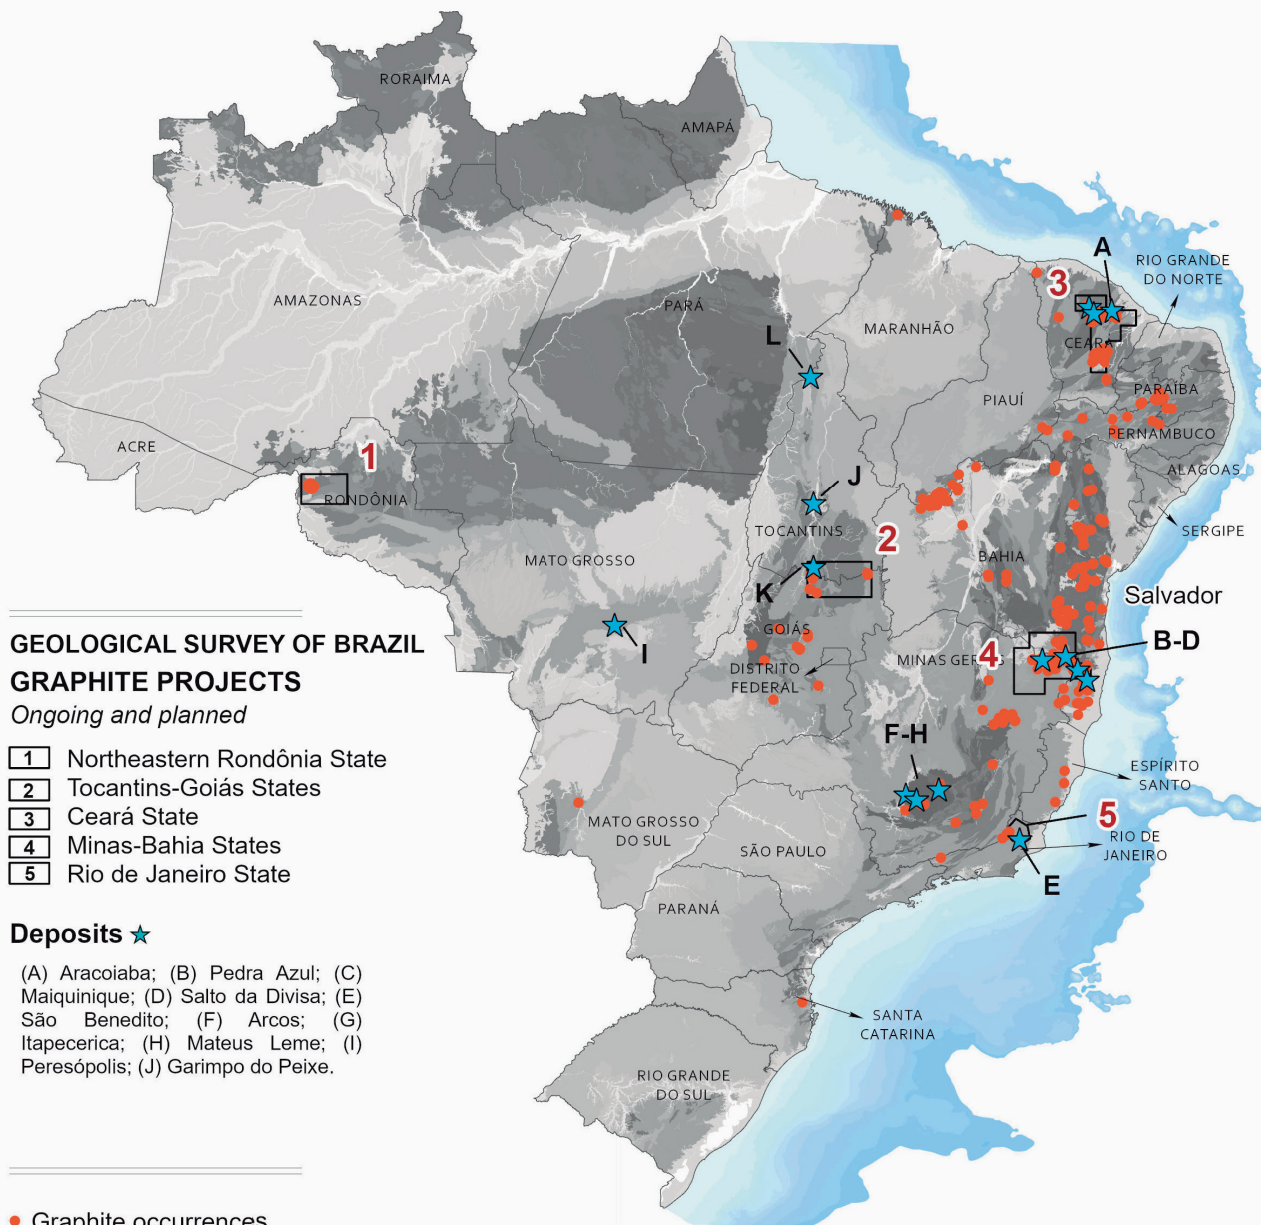 RORAIMA
AMAPÁ
A
RIO GRANDE
DO NORTE
3
AMAZONAS
PARÁ
MARANHÃO
L
CEARÁ
PIAUÍ
PARAÍBA
ACRE
1
PERNAMBUCO
ALAGOAS
J
RONDÔNIA
TOCANTINS
2
SERGIPE
MATO GROSSO
BAHIA
K
Salvador
GOIÁS
I
B-D
MINAS GERAIS
4
DISTRITO
FEDERAL
F-H
ESPÍRITO
SANTO
MATO GROSSO
DO SUL
5
SÃO PAULO
RIO DE
JANEIRO
E
PARANÁ
SANTA
CATARINA
RIO GRANDE
DO SUL
GEOLOGICAL SURVEY OF BRAZIL
GRAPHITE PROJECTS
Ongoing and planned
1 Northeastern Rondônia State
2 Tocantins-Goiás States
3 Ceará State
4 Minas-Bahia States
5 Rio de Janeiro State
Deposits
(A) Aracoiaba; (B) Pedra Azul; (C)
Maiquinique; (D) Salto da Divisa; (E)
São Benedito; (F) Arcos; (G)
Itapecerica; (H) Mateus Leme; (I)
Peresópolis; (J) Garimpo do Peixe.
Graphite occurrences